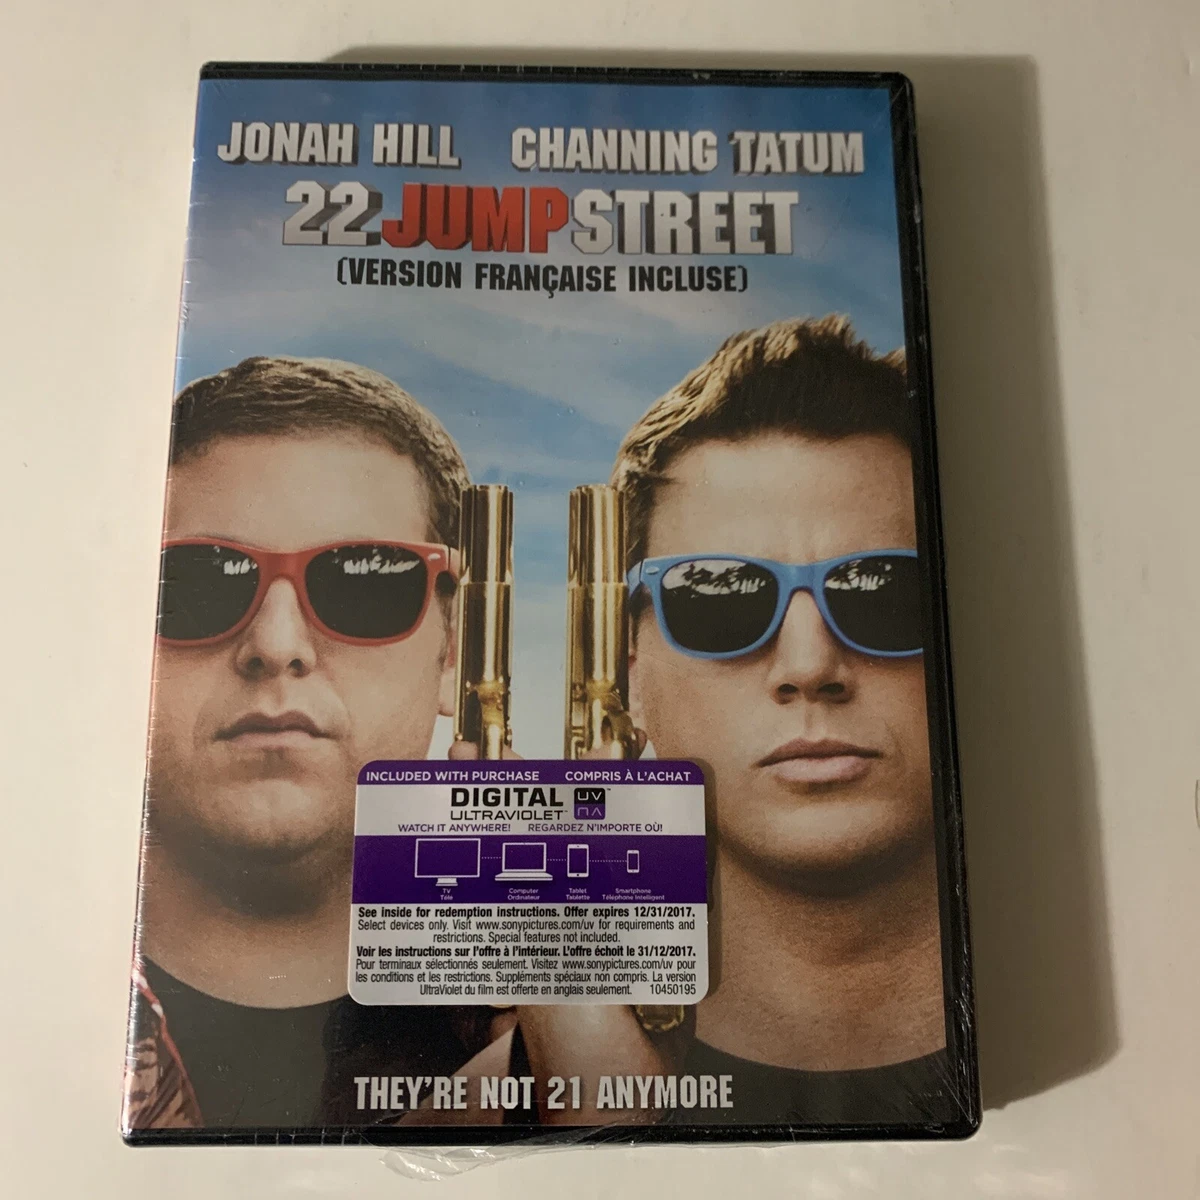 JONAH HILL CHANNING TATUM
22 JUMP STREET
(VERSION FRANÇAISE INCLUSE)
INCLUDED WITH PURCHASE COMPRIS À L'ACHAT
DIGITAL UV
ULTRAVIOLET™
WATCH IT ANYWHERE! REGARDEZ N'IMPORTE OÙ!
TV Computer Tablet Smartphone
Télé Ordinateur Tablette Téléphone Intelligent
See inside for redemption instructions. Offer expires 12/31/2017.
Select devices only. Visit www.sonypictures.com/uv for requirements and
restrictions. Special features not included.
Voir les instructions sur l'offre à l'intérieur. L'offre échoit le 31/12/2017.
Pour terminaux sélectionnés seulement. Visitez www.sonypictures.com/uv pour
les conditions et les restrictions. Suppléments spéciaux non compris. La version
UltraViolet du film est offerte en anglais seulement. 10450195
THEY'RE NOT 21 ANYMORE